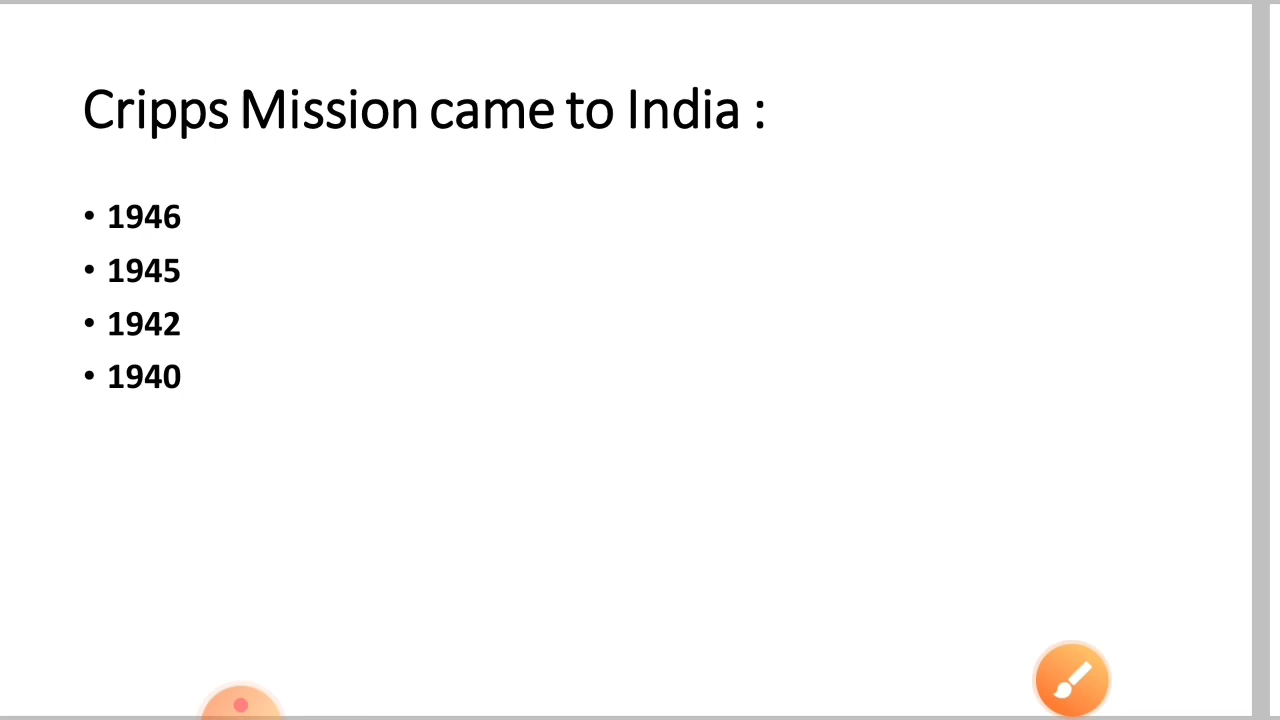 Cripps Mission came to India :
• 1946
• 1945
• 1942
• 1940